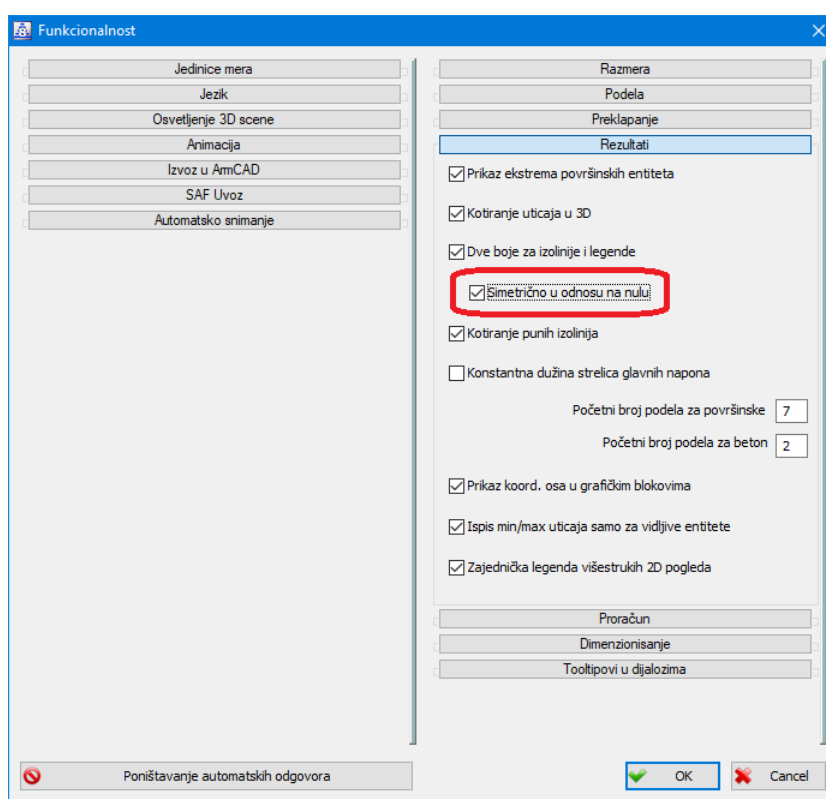 Funkcionalnost
Jedinice mera
Jezik
Osvetljenje 3D scene
Animacija
Izvoz u ArmCAD
SAF Uvoz
Automatsko snimanje
Razmera
Podela
Preklapanje
Rezultati
Prikaz ekstrema površinskih entiteta
Kotiranje uticaja u 3D
Dve boje za izolinije i legende
Simetrično u odnosu na nulu
Kotiranje punih izolinija
Konstantna dužina strelica glavnih napona
Početni broj podela za površinske 7
Početni broj podela za beton 2
Prikaz koord. osa u grafičkim blokovima
Ispis min/max uticaja samo za vidljive entitete
Zajednička legenda višestrukih 2D pogleda
Proračun
Dimenzionisanje
Tooltipovi u dijalozima
Poništavanje automatskih odgovora
OK
Cancel